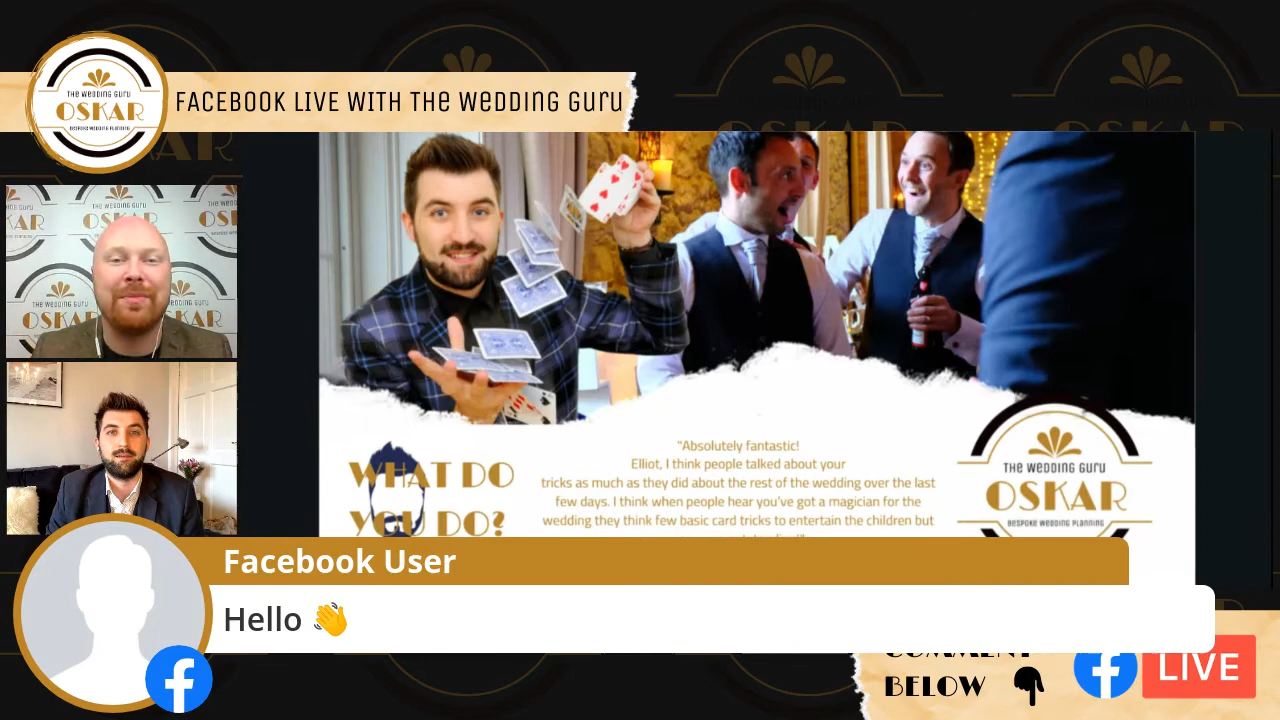 THE WEDDING GURU
OSKAR
BESPOKE WEDDING PLANNING
FACEBOOK LIVE WITH THE WEDDING GURU
WHAT DO
YOU DO?
"Absolutely fantastic!
Elliot, I think people talked about your
tricks as much as they did about the rest of the wedding over the last
few days. I think when people hear you've got a magician for the
wedding they think few basic card tricks to entertain the children but
THE WEDDING GURU
OSKAR
BESPOKE WEDDING PLANNING
Facebook User
Hello 👋
COMMENT
BELOW
LIVE